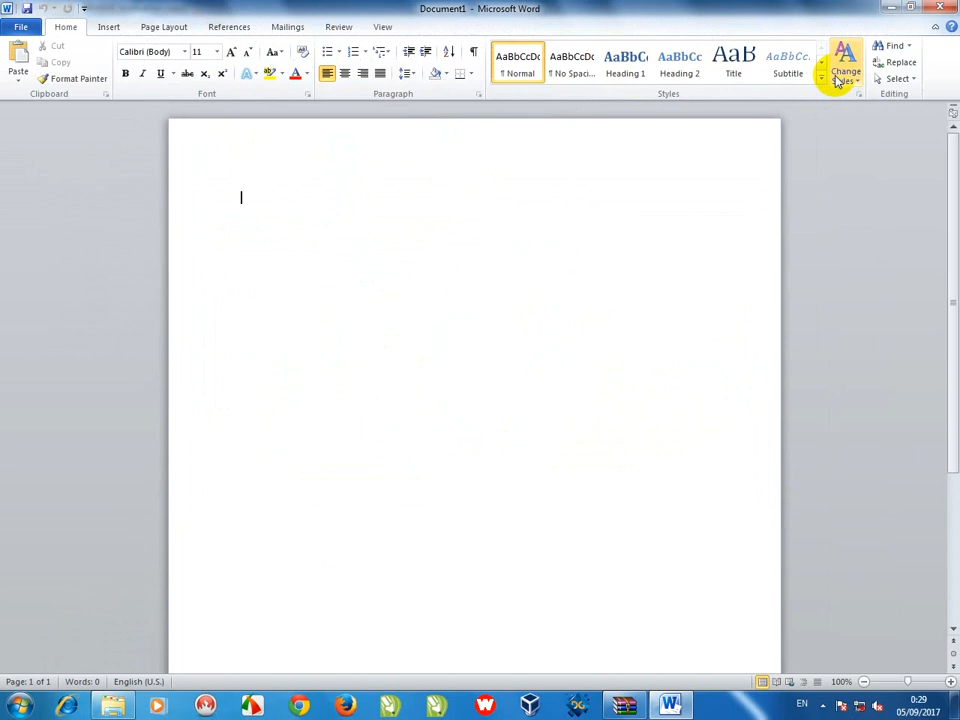 Document1 - Microsoft Word
File Home Insert Page Layout References Mailings Review View
Paste
Cut
Copy
Format Painter
Clipboard
Calibri (Body) 11
Font
Paragraph
AaBbCcDc AaBbCcDc AaBbC AaBbCc AaB AaBbCc.
¶ Normal ¶ No Spaci... Heading 1 Heading 2 Title Subtitle
Change
Styles
Styles
Find
Replace
Select
Editing
Page: 1 of 1 Words: 0 English (U.S.) 100%
EN 0:29
05/09/2017